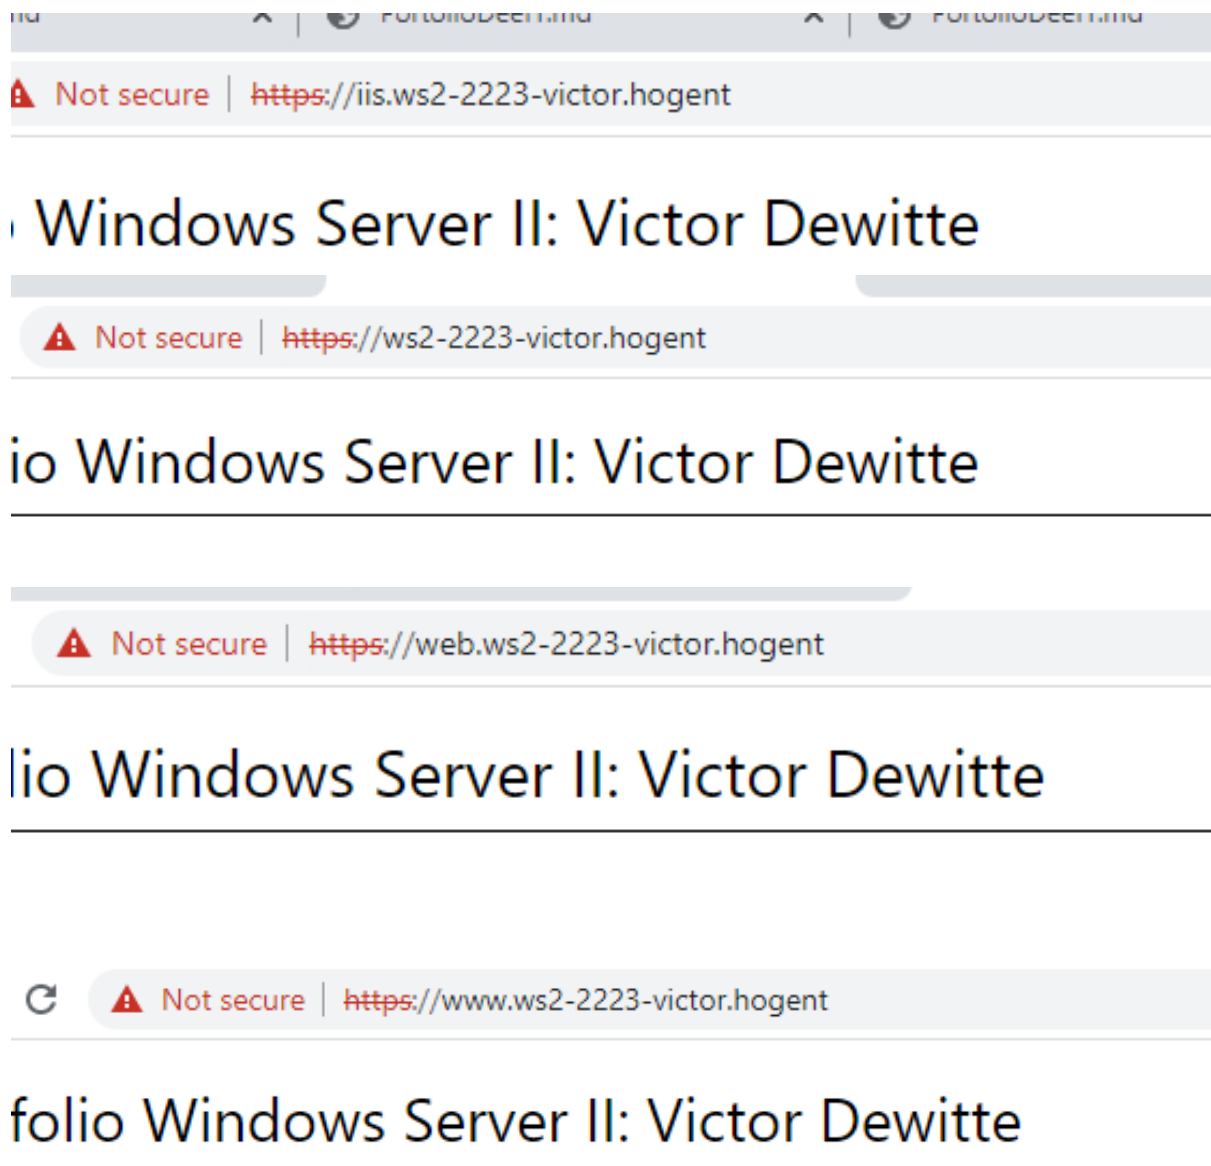 Not secure | https://iis.ws2-2223-victor.hogent
Windows Server II: Victor Dewitte
Not secure | https://ws2-2223-victor.hogent
io Windows Server II: Victor Dewitte
Not secure | https://web.ws2-2223-victor.hogent
lio Windows Server II: Victor Dewitte
Not secure | https://www.ws2-2223-victor.hogent
folio Windows Server II: Victor Dewitte